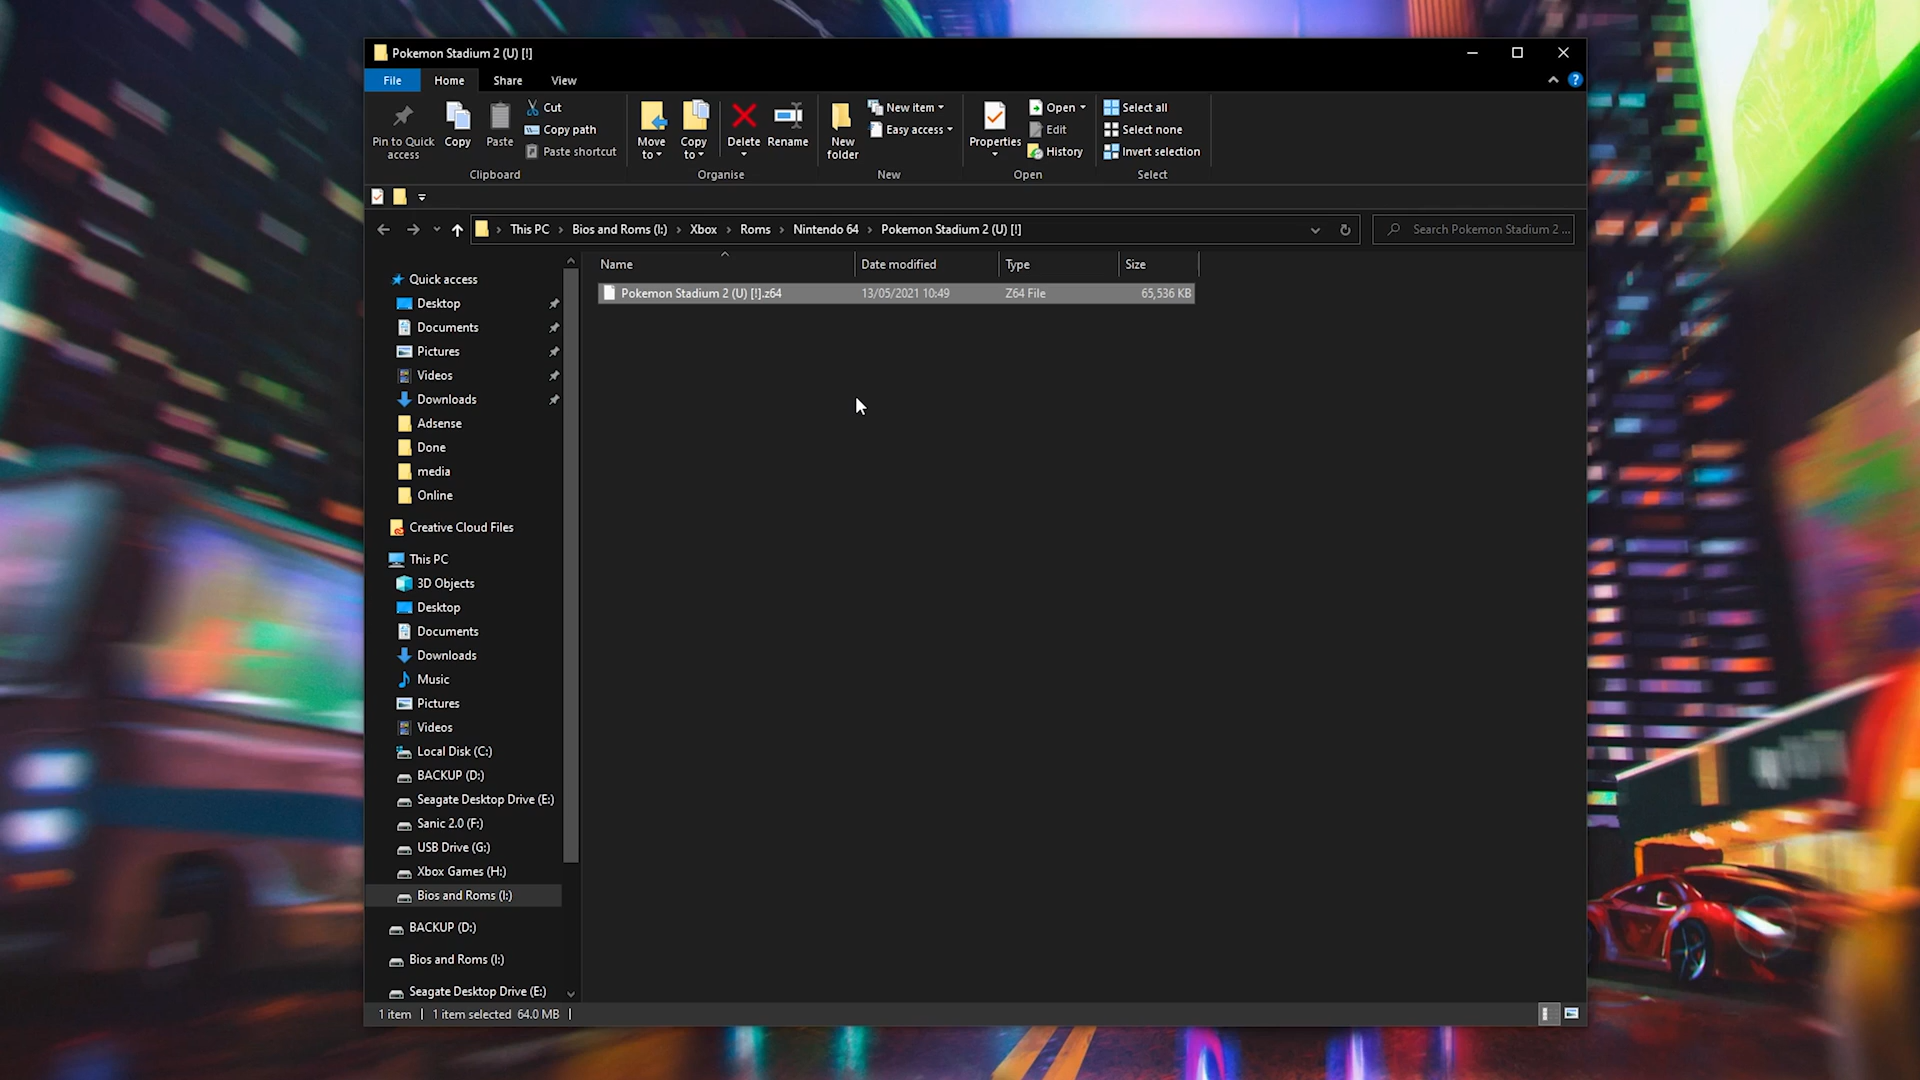 Pokemon Stadium 2 (U) [!]
File Home Share View
Pin to Quick access
Copy
Paste
Cut
Copy path
Paste shortcut
Clipboard
Move to
Copy to
Delete
Rename
Organise
New folder
New item
Easy access
New
Properties
Open
Edit
History
Open
Select all
Select none
Invert selection
Select
This PC > Bios and Roms (I:) > Xbox > Roms > Nintendo 64 > Pokemon Stadium 2 (U) [!]
Search Pokemon Stadium 2 ...
Name Date modified Type Size
Pokemon Stadium 2 (U) [!].z64 13/05/2021 10:49 Z64 File 65,536 KB
Quick access
Desktop
Documents
Pictures
Videos
Downloads
Adsense
Done
media
Online
Creative Cloud Files
This PC
3D Objects
Desktop
Documents
Downloads
Music
Pictures
Videos
Local Disk (C:)
BACKUP (D:)
Seagate Desktop Drive (E:)
Sanic 2.0 (F:)
USB Drive (G:)
Xbox Games (H:)
Bios and Roms (I:)
BACKUP (D:)
Bios and Roms (I:)
Seagate Desktop Drive (E:)
1 item | 1 item selected 64.0 MB |